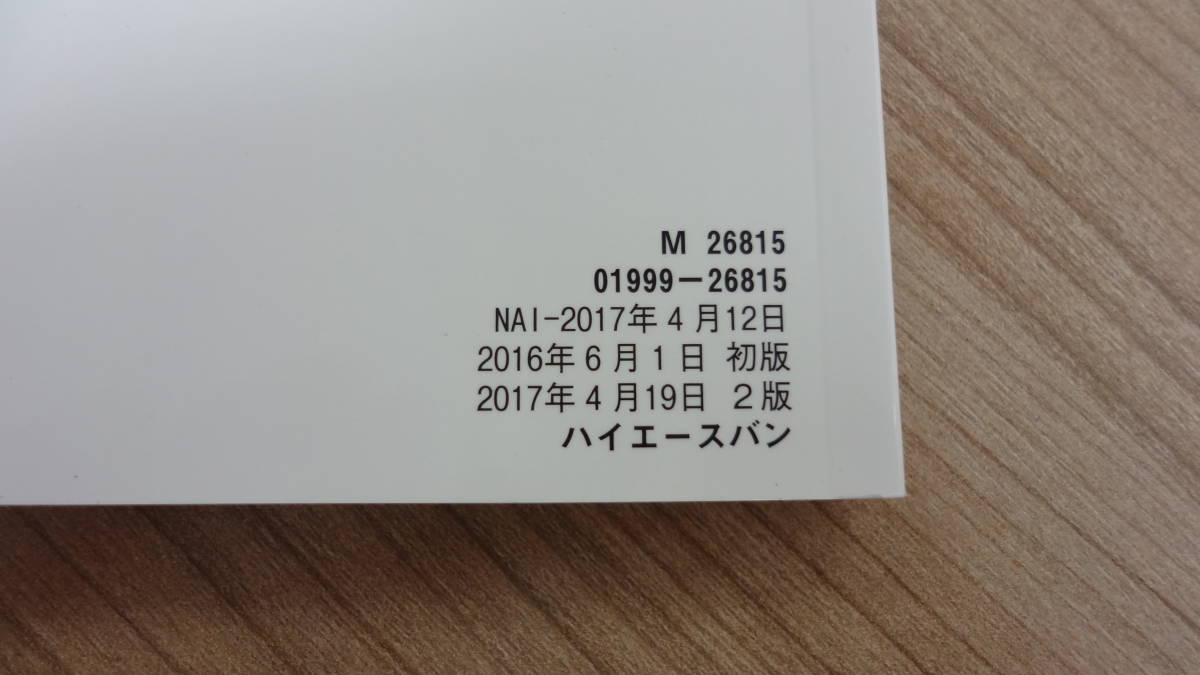 M 26815
01999-26815
NAI-2017年4月12日
2016年6月1日 初版
2017年4月19日 2版
ハイエースバン